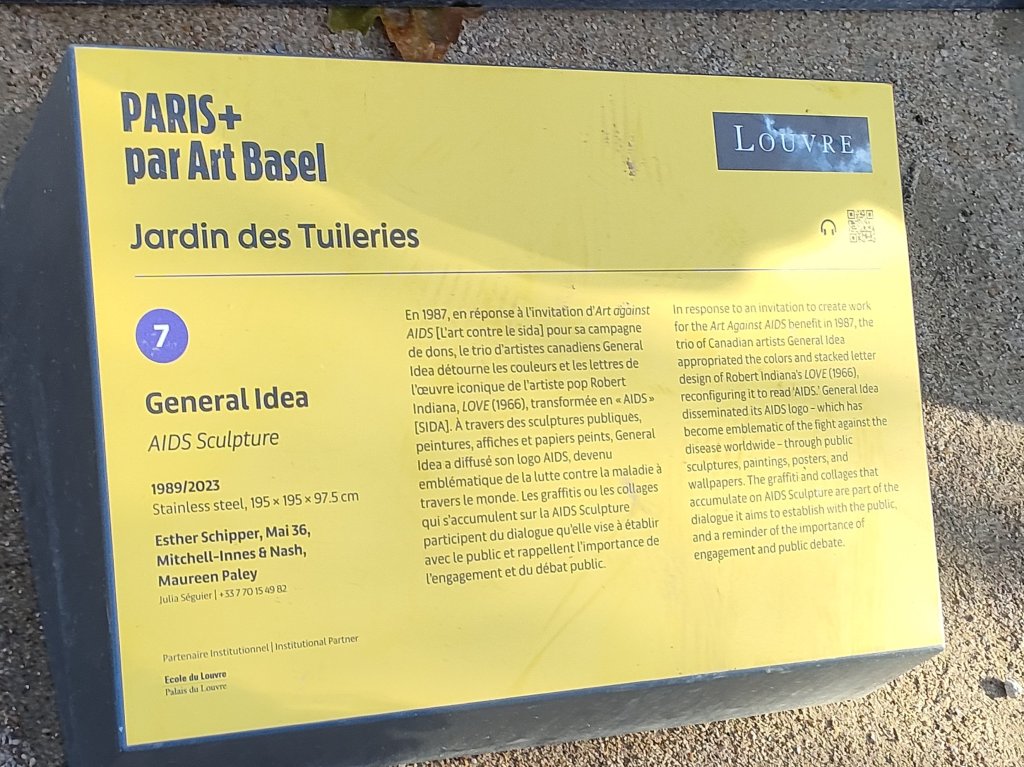 PARIS+
par Art Basel
LOUVRE
Jardin des Tuileries
7
General Idea
AIDS Sculpture
1989/2023
Stainless steel, 195 × 195 × 97.5 cm
Esther Schipper, Mai 36,
Mitchell-Innes & Nash,
Maureen Paley
Julia Séguier | +33 7 70 15 49 82
Partenaire Institutionnel | Institutional Partner
Ecole du Louvre
Palais du Louvre
En 1987, en réponse à l'invitation d'Art against
AIDS [L'art contre le sida] pour sa campagne
de dons, le trio d'artistes canadiens General
Idea détourne les couleurs et les lettres de
l'œuvre iconique de l'artiste pop Robert
Indiana, LOVE (1966), transformée en « AIDS »
[SIDA]. À travers des sculptures publiques,
peintures, affiches et papiers peints, General
Idea a diffusé son logo AIDS, devenu
emblématique de la lutte contre la maladie à
travers le monde. Les graffitis ou les collages
qui s'accumulent sur la AIDS Sculpture
participent du dialogue qu'elle vise à établir
avec le public et rappellent l'importance de
l'engagement et du débat public.
In response to an invitation to create work
for the Art Against AIDS benefit in 1987, the
trio of Canadian artists General Idea
appropriated the colors and stacked letter
design of Robert Indiana's LOVE (1966),
reconfiguring it to read 'AIDS.' General Idea
disseminated its AIDS logo – which has
become emblematic of the fight against the
disease worldwide – through public
sculptures, paintings, posters, and
wallpapers. The graffiti and collages that
accumulate on AIDS Sculpture are part of the
dialogue it aims to establish with the public,
and a reminder of the importance of
engagement and public debate.